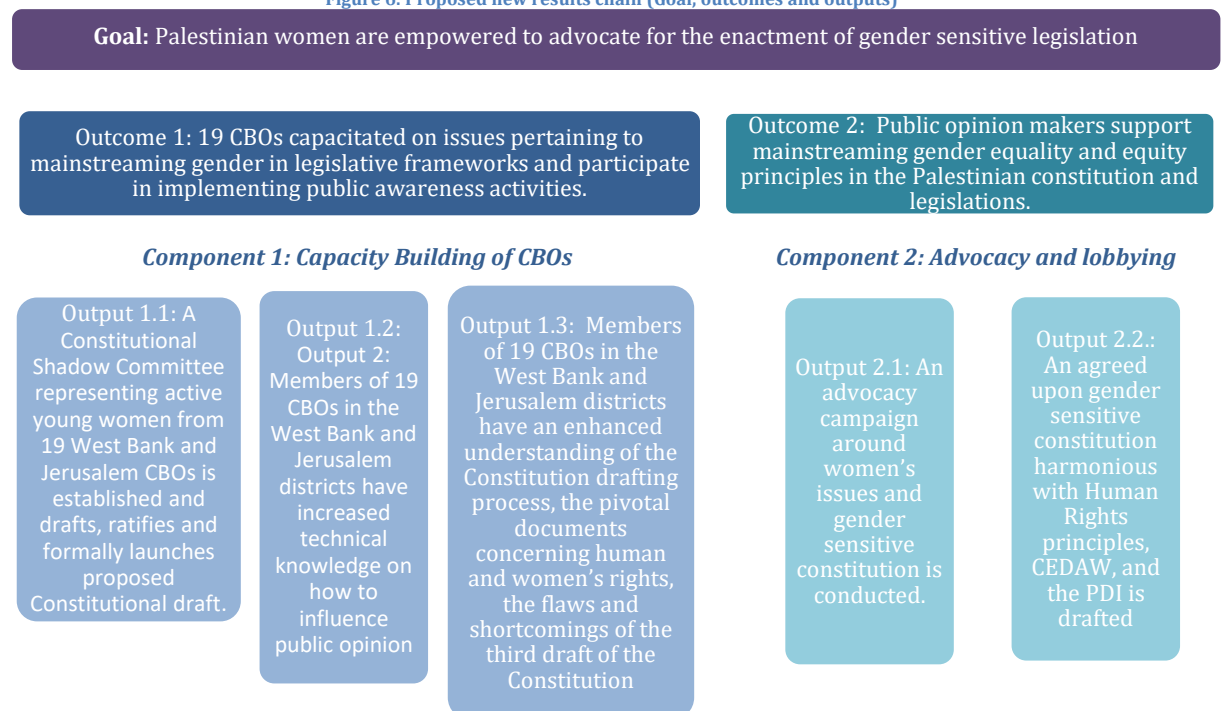 Figure 6: Proposed new results chain (Goal, outcomes and outputs)
Goal: Palestinian women are empowered to advocate for the enactment of gender sensitive legislation
Outcome 1: 19 CBOs capacitated on issues pertaining to
mainstreaming gender in legislative frameworks and participate
in implementing public awareness activities.
Outcome 2:  Public opinion makers support
mainstreaming gender equality and equity
principles in the Palestinian constitution and
legislations.
Component 1: Capacity Building of CBOs
Component 2: Advocacy and lobbying
Output 1.1: A
Constitutional
Shadow Committee
representing active
young women from
19 West Bank and
Jerusalem CBOs is
established and
drafts, ratifies and
formally launches
proposed
Constitutional draft.
Output 1.2:
Output 2:
Members of 19
CBOs in the
West Bank and
Jerusalem
districts have
increased
technical
knowledge on
how to
influence
public opinion
Output 1.3:  Members
of 19 CBOs in the
West Bank and
Jerusalem districts
have an enhanced
understanding of the
Constitution drafting
process, the pivotal
documents
concerning human
and women’s rights,
the flaws and
shortcomings of the
third draft of the
Constitution
Output 2.1: An
advocacy
campaign
around
women’s
issues and
gender
sensitive
constitution is
conducted.
Output 2.2.:
An agreed
upon gender
sensitive
constitution
harmonious
with Human
Rights
principles,
CEDAW, and
the PDI is
drafted